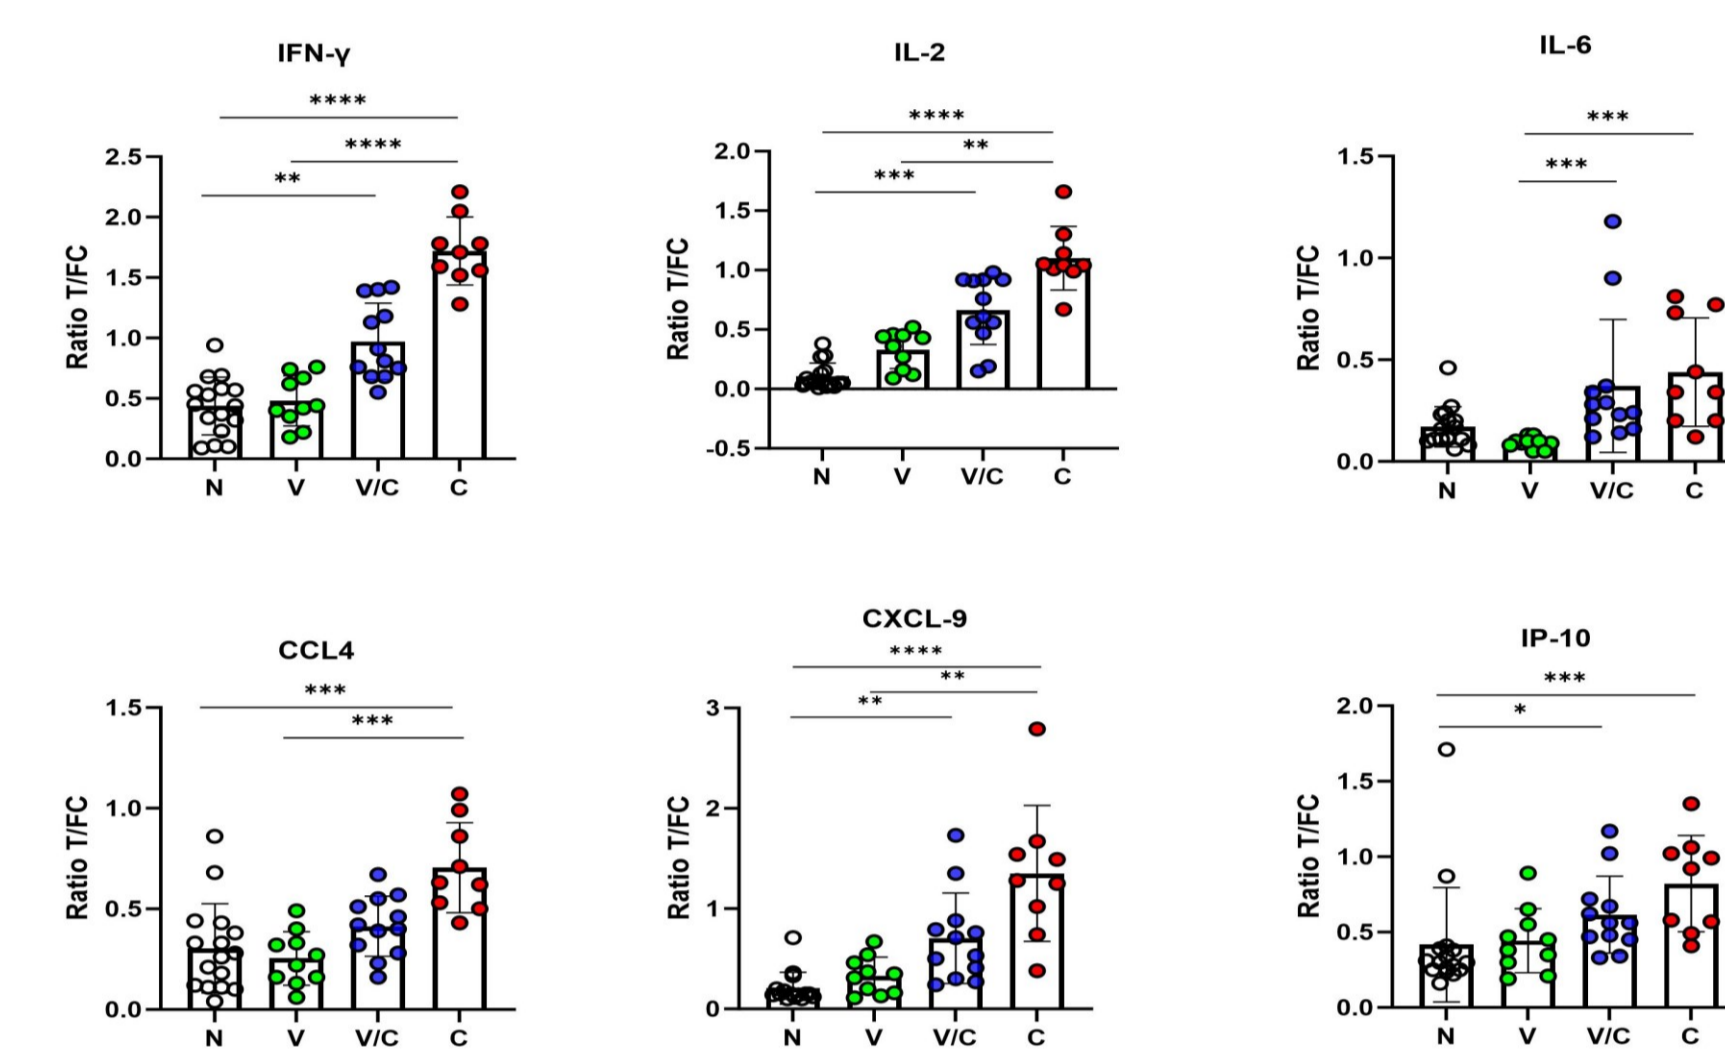 IFN-γ
****
****
**
2.5
2.0
1.5
1.0
0.5
0.0
Ratio T/FC
N V V/C C
IL-2
****
**
***
2.0
1.5
1.0
0.5
0.0
-0.5
Ratio T/FC
N V V/C C
IL-6
***
***
1.5
1.0
0.5
0.0
Ratio T/FC
N V V/C C
CCL4
***
***
1.5
1.0
0.5
0.0
Ratio T/FC
N V V/C C
CXCL-9
****
**
**
3
2
1
0
Ratio T/FC
N V V/C C
IP-10
***
*
2.0
1.5
1.0
0.5
0.0
Ratio T/FC
N V V/C C